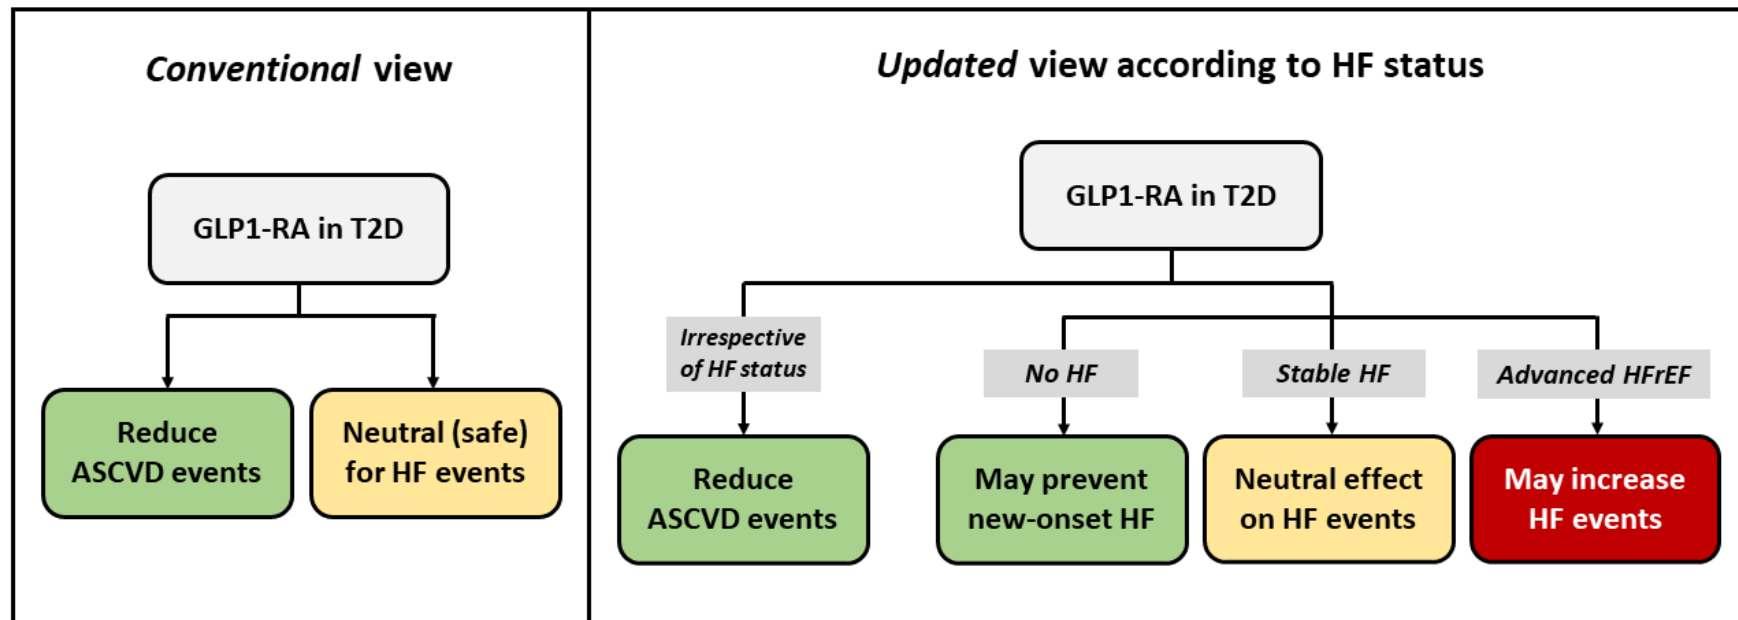 Conventional view
GLP1-RA in T2D
Reduce
ASCVD events
Neutral (safe)
for HF events
Updated view according to HF status
GLP1-RA in T2D
Irrespective
of HF status
No HF
Stable HF
Advanced HFrEF
Reduce
ASCVD events
May prevent
new-onset HF
Neutral effect
on HF events
May increase
HF events